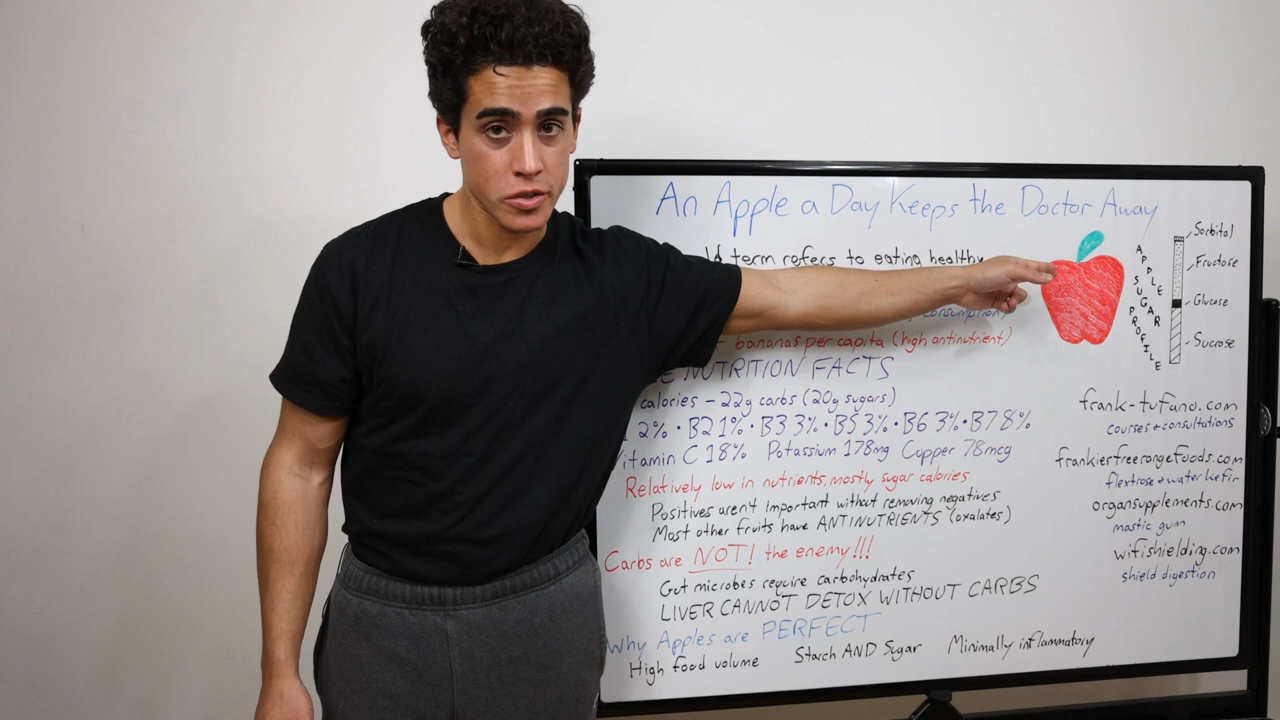 An Apple a Day Keeps the Doctor Away
term refers to eating healthy
consumption)
bananas per capita (high antinutrient)
NUTRITION FACTS
calories - 22g carbs (20g sugars)
2% · B2 1% · B3 3% · B5 3% · B6 3% · B7 8%
Vitamin C 18% Potassium 178mg Copper 78mcg
Relatively low in nutrients, mostly sugar calories
Positives aren't important without removing negatives
Most other fruits have ANTINUTRIENTS (oxalates)
Carbs are NOT! the enemy!!!
Gut microbes require carbohydrates
LIVER CANNOT DETOX WITHOUT CARBS
Why Apples are PERFECT
High food volume Starch AND Sugar Minimally inflammatory
APPLE SUGAR PROFILE
Sorbitol
Fructose
Glucose
Sucrose
frank-tufano.com
courses + consultations
frankiesfreerangefoods.com
flextrose + water kefir
organsupplements.com
mastic gum
wifishielding.com
shield digestion